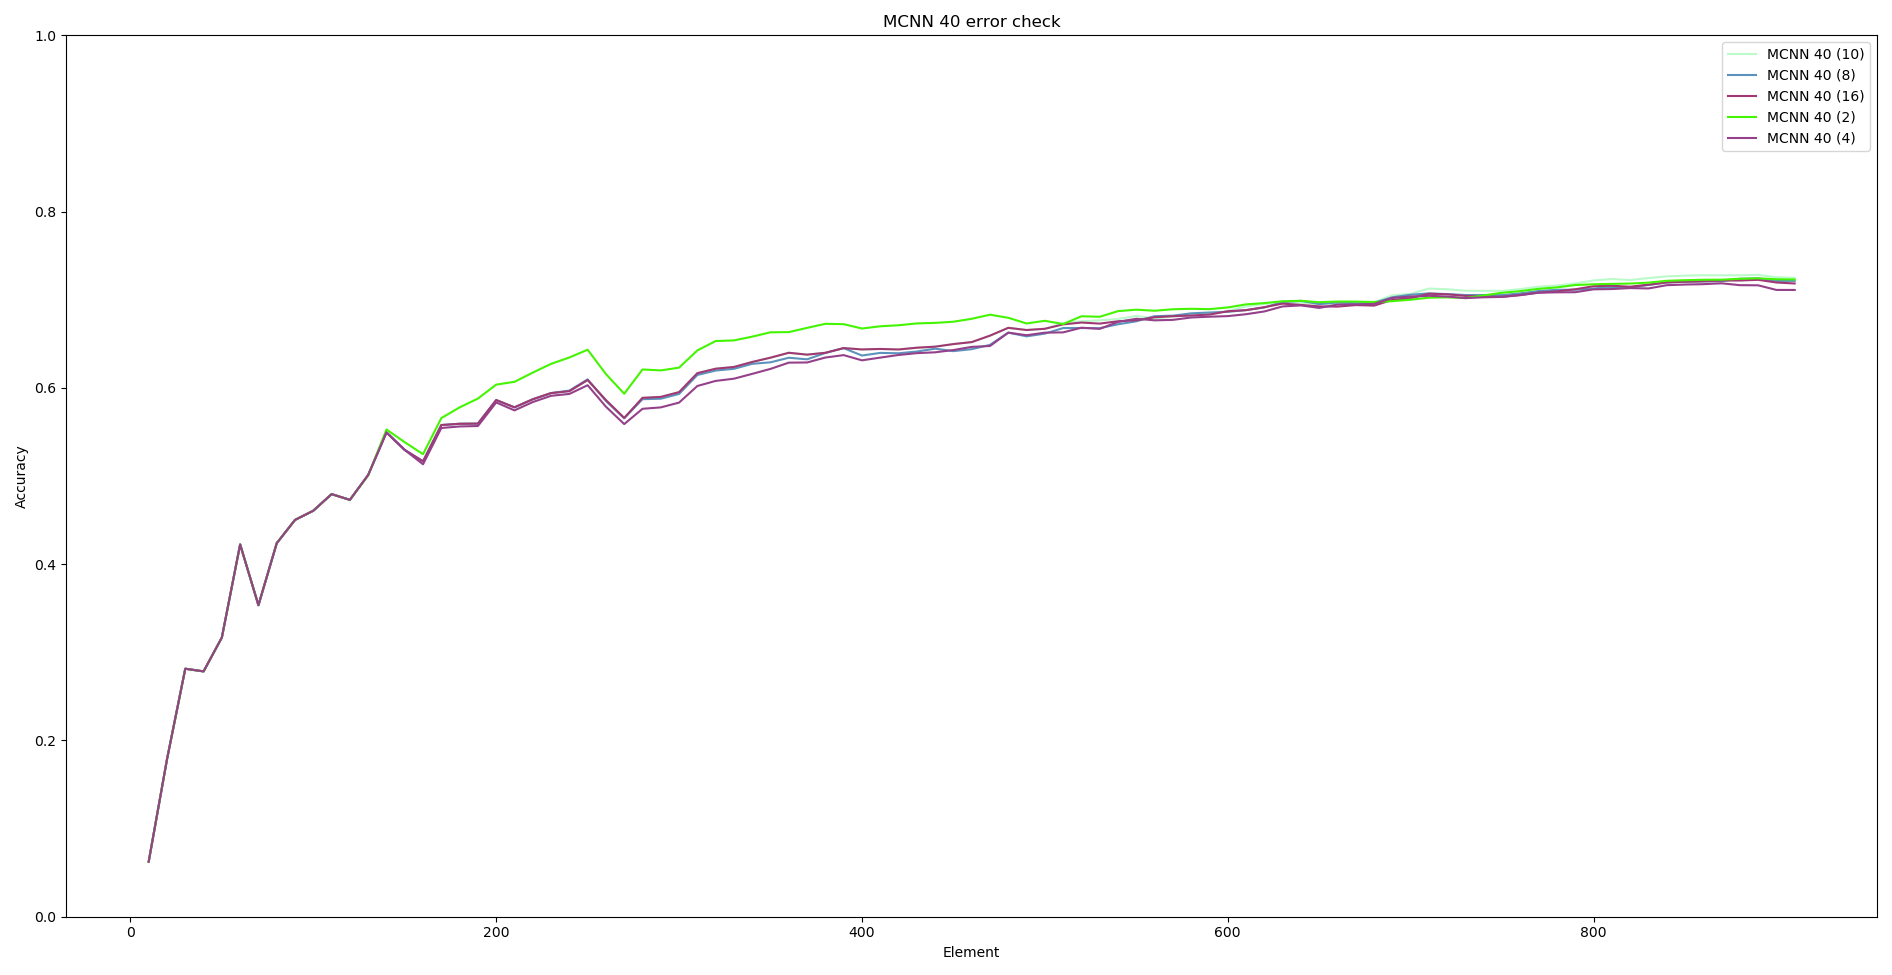 MCNN 40 error check
1.0
0.8
0.6
0.4
0.2
0.0
Accuracy
MCNN 40 (10)
MCNN 40 (8)
MCNN 40 (16)
MCNN 40 (2)
MCNN 40 (4)
0 200 400 600 800
Element